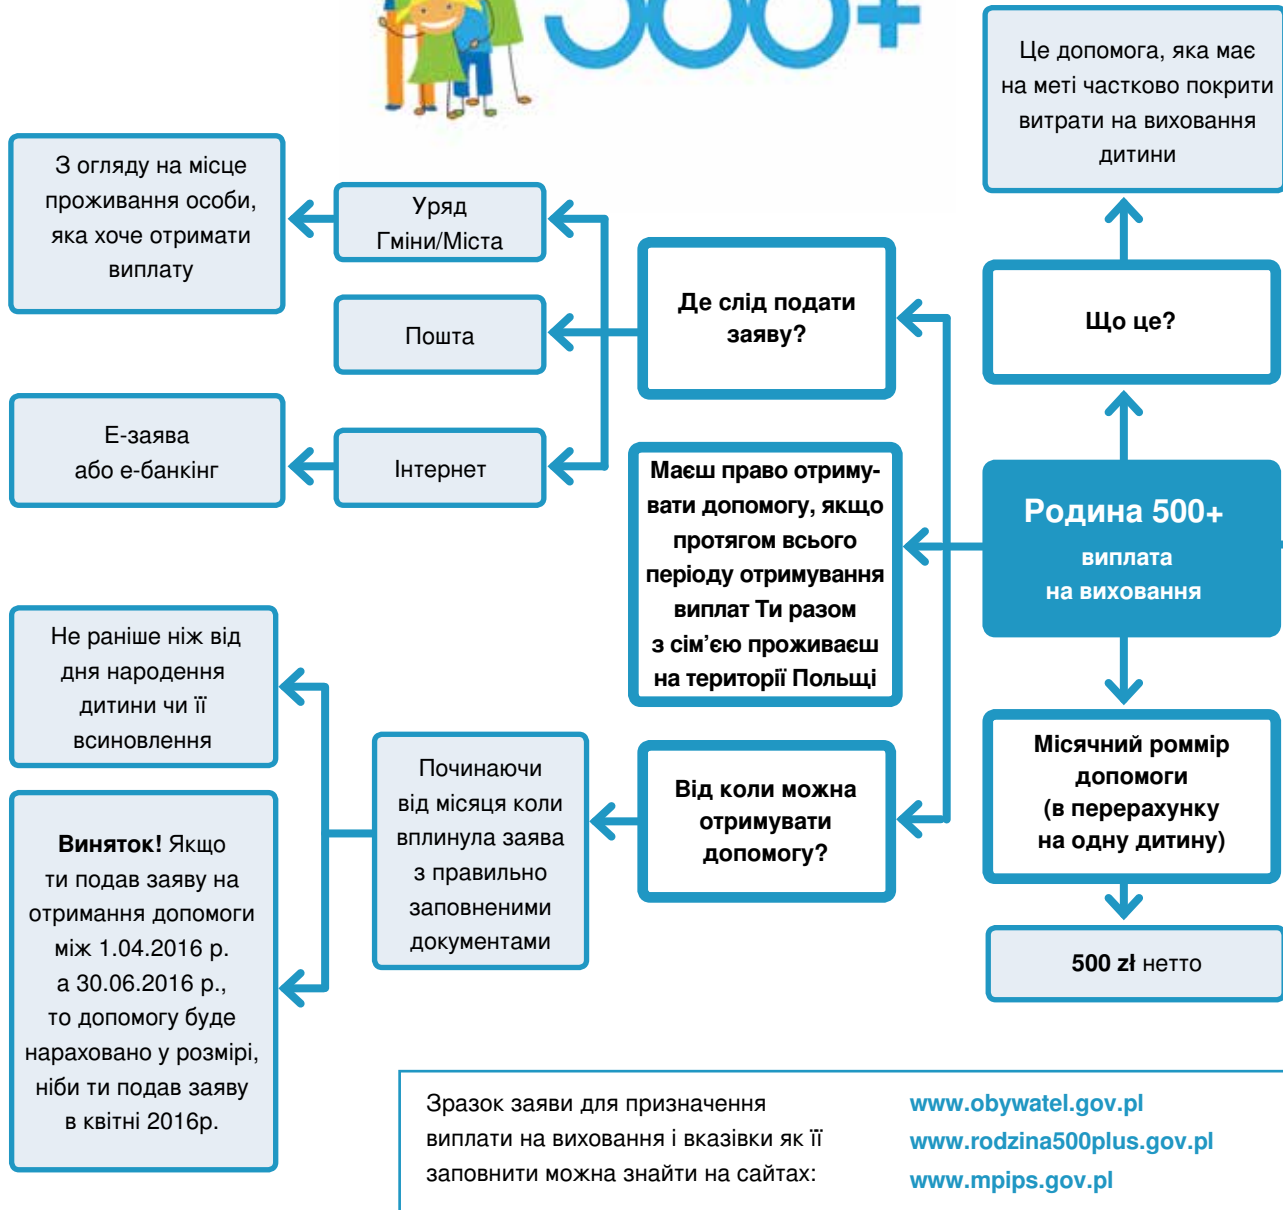 500+
Це допомога, яка має
на меті частково покрити
витрати на виховання
дитини
З огляду на місце
проживання особи,
яка хоче отримати
виплату
Уряд
Гміни/Міста
Де слід подати
заяву?
Що це?
Пошта
Е-заява
або е-банкінг
Інтернет
Маєш право отриму-
вати допомогу, якщо
протягом всього
періоду отримування
виплат Ти разом
з сім’єю проживаєш
на території Польщі
Родина 500+
виплата
на виховання
Не раніше ніж від
дня народення
дитини чи її
всиновлення
Починаючи
від місяця коли
вплинула заява
з правильно
заповненими
документами
Від коли можна
отримувати
допомогу?
Місячний роммір
допомоги
(в перерахунку
на одну дитину)
Виняток! Якщо
ти подав заяву на
отримання допомоги
між 1.04.2016 р.
а 30.06.2016 р.,
то допомогу буде
нараховано у розмірі,
ніби ти подав заяву
в квітні 2016р.
500 zł нетто
Зразок заяви для призначення
виплати на виховання і вказівки як її
заповнити можна знайти на сайтах:
www.obywatel.gov.pl
www.rodzina500plus.gov.pl
www.mpips.gov.pl